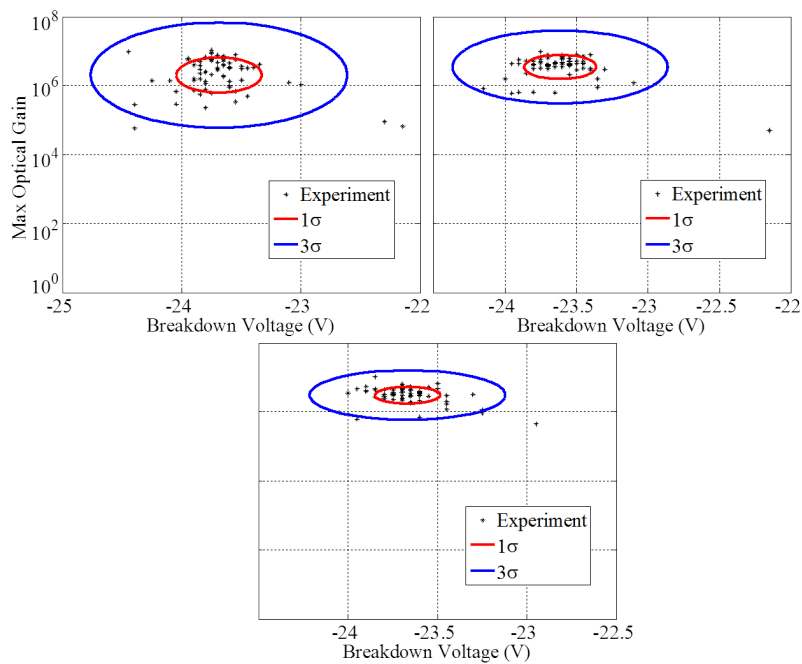 Max Optical Gain
10^8
10^6
10^4
10^2
10^0
Experiment
1σ
3σ
-25 -24 -23 -22
Breakdown Voltage (V)
Experiment
1σ
3σ
-24 -23.5 -23 -22.5 -22
Breakdown Voltage (V)
Experiment
1σ
3σ
-24 -23.5 -23 -22.5
Breakdown Voltage (V)